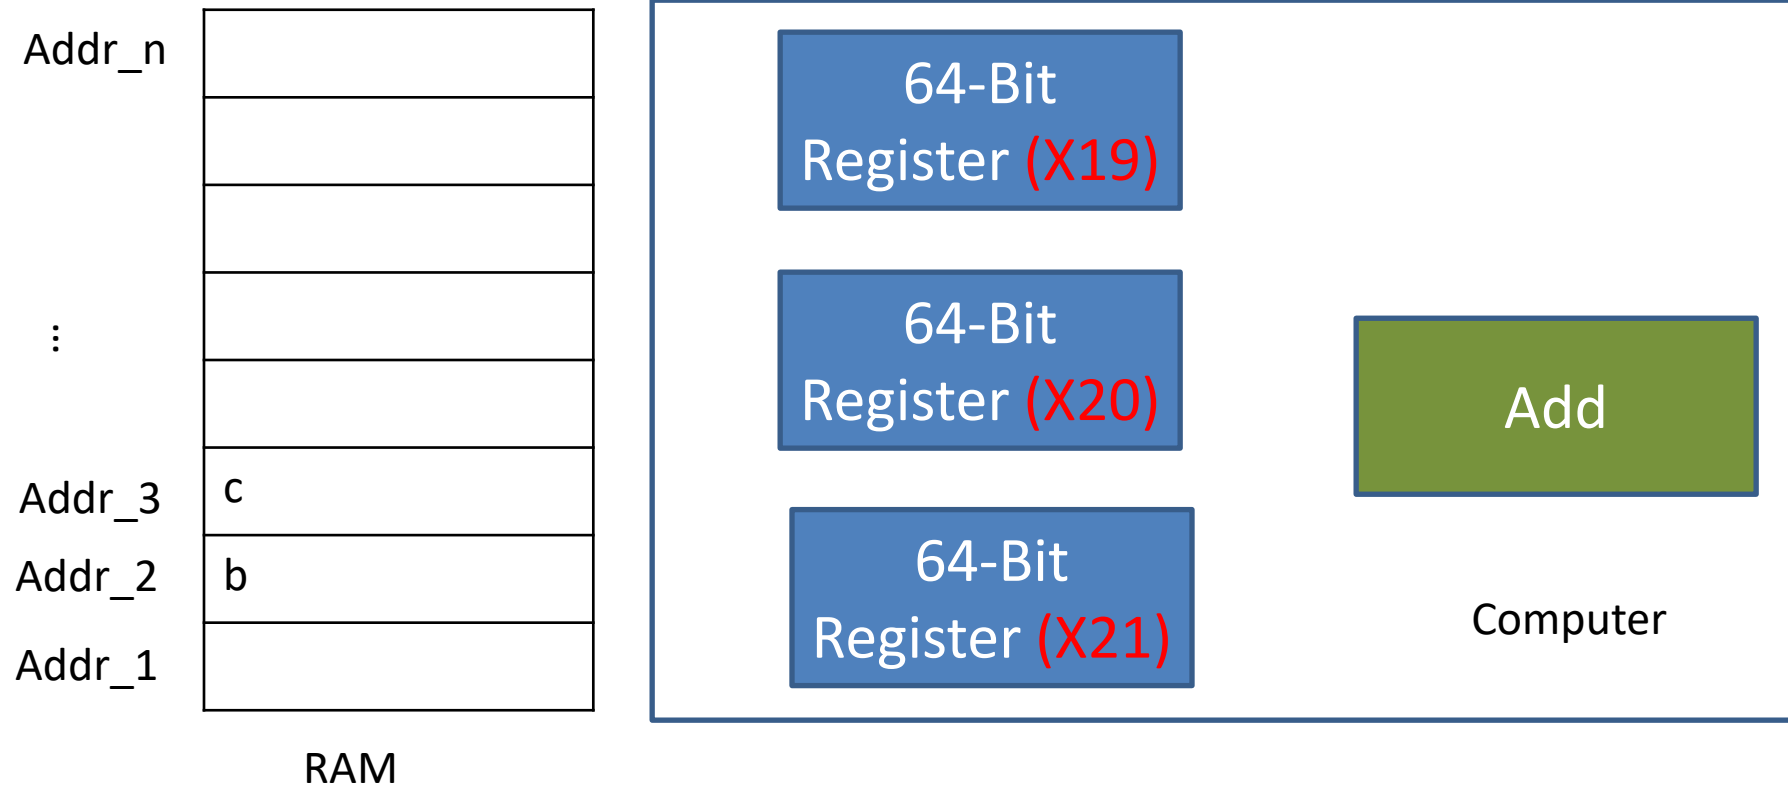 Addr_n
⋮
Addr_3
c
Addr_2
b
Addr_1
RAM
64-Bit
Register (X19)
64-Bit
Register (X20)
64-Bit
Register (X21)
Add
Computer